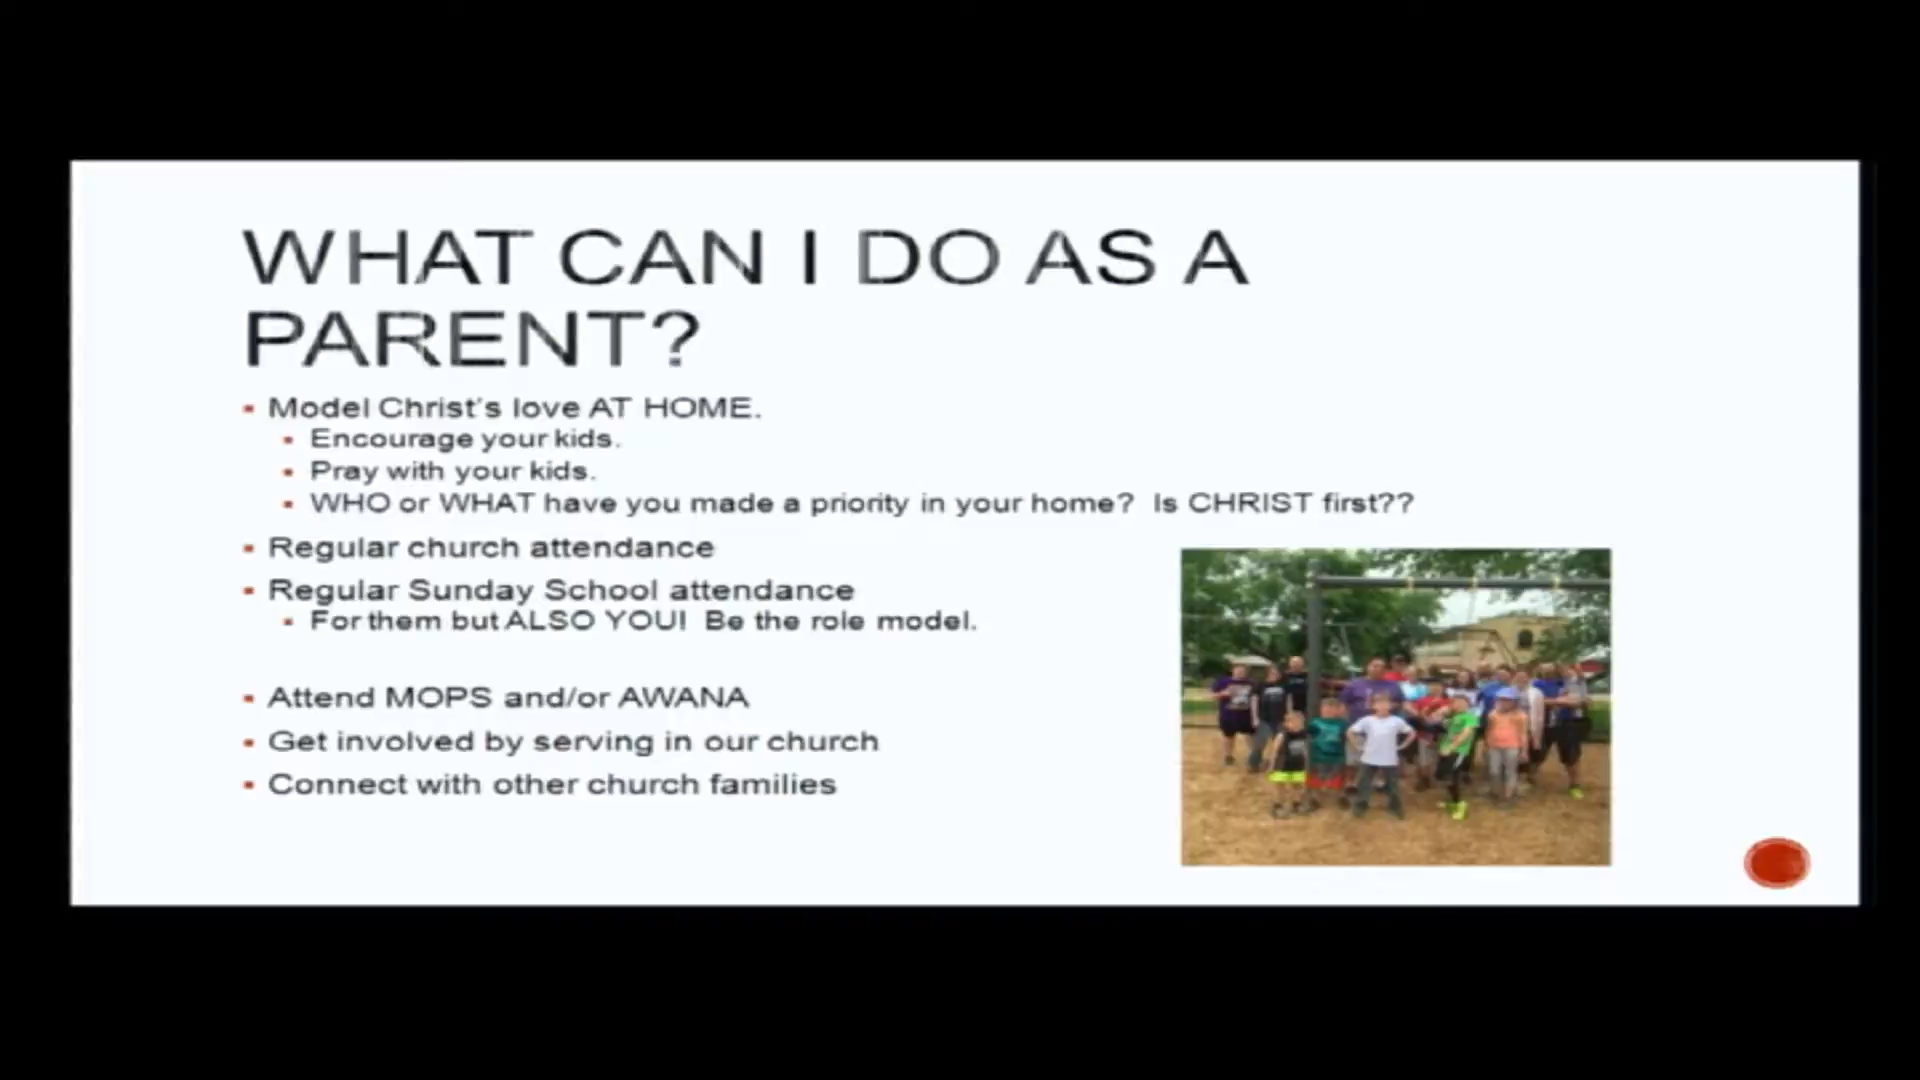 WHAT CAN I DO AS A
PARENT?
Model Christ's love AT HOME.
Encourage your kids.
Pray with your kids.
WHO or WHAT have you made a priority in your home? Is CHRIST first??
Regular church attendance
Regular Sunday School attendance
For them but ALSO YOU! Be the role model.
Attend MOPS and/or AWANA
Get involved by serving in our church
Connect with other church families